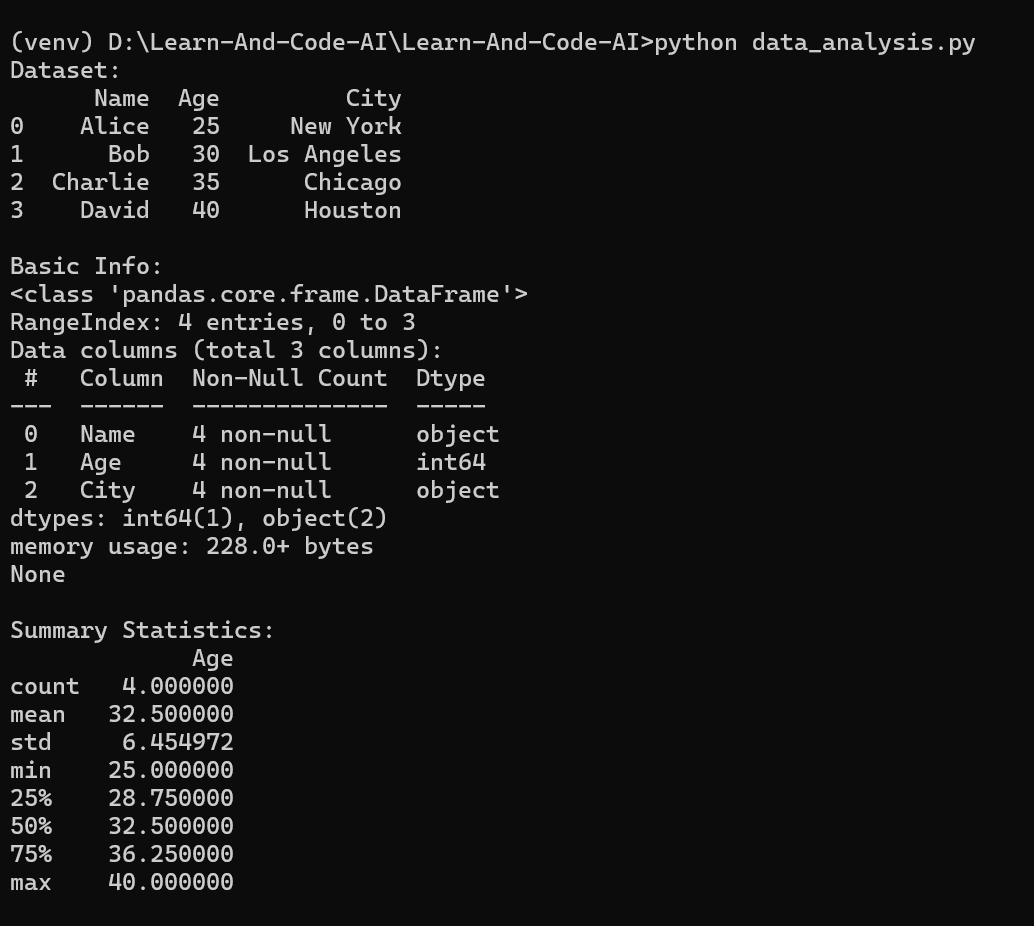 (venv) D:\Learn-And-Code-AI\Learn-And-Code-AI>python data_analysis.py
Dataset:
      Name  Age         City
0    Alice   25     New York
1      Bob   30  Los Angeles
2  Charlie   35      Chicago
3    David   40      Houston

Basic Info:
<class 'pandas.core.frame.DataFrame'>
RangeIndex: 4 entries, 0 to 3
Data columns (total 3 columns):
 #   Column  Non-Null Count  Dtype
---  ------  --------------  -----
 0   Name    4 non-null      object
 1   Age     4 non-null      int64
 2   City    4 non-null      object
dtypes: int64(1), object(2)
memory usage: 228.0+ bytes
None

Summary Statistics:
             Age
count   4.000000
mean   32.500000
std     6.454972
min    25.000000
25%    28.750000
50%    32.500000
75%    36.250000
max    40.000000